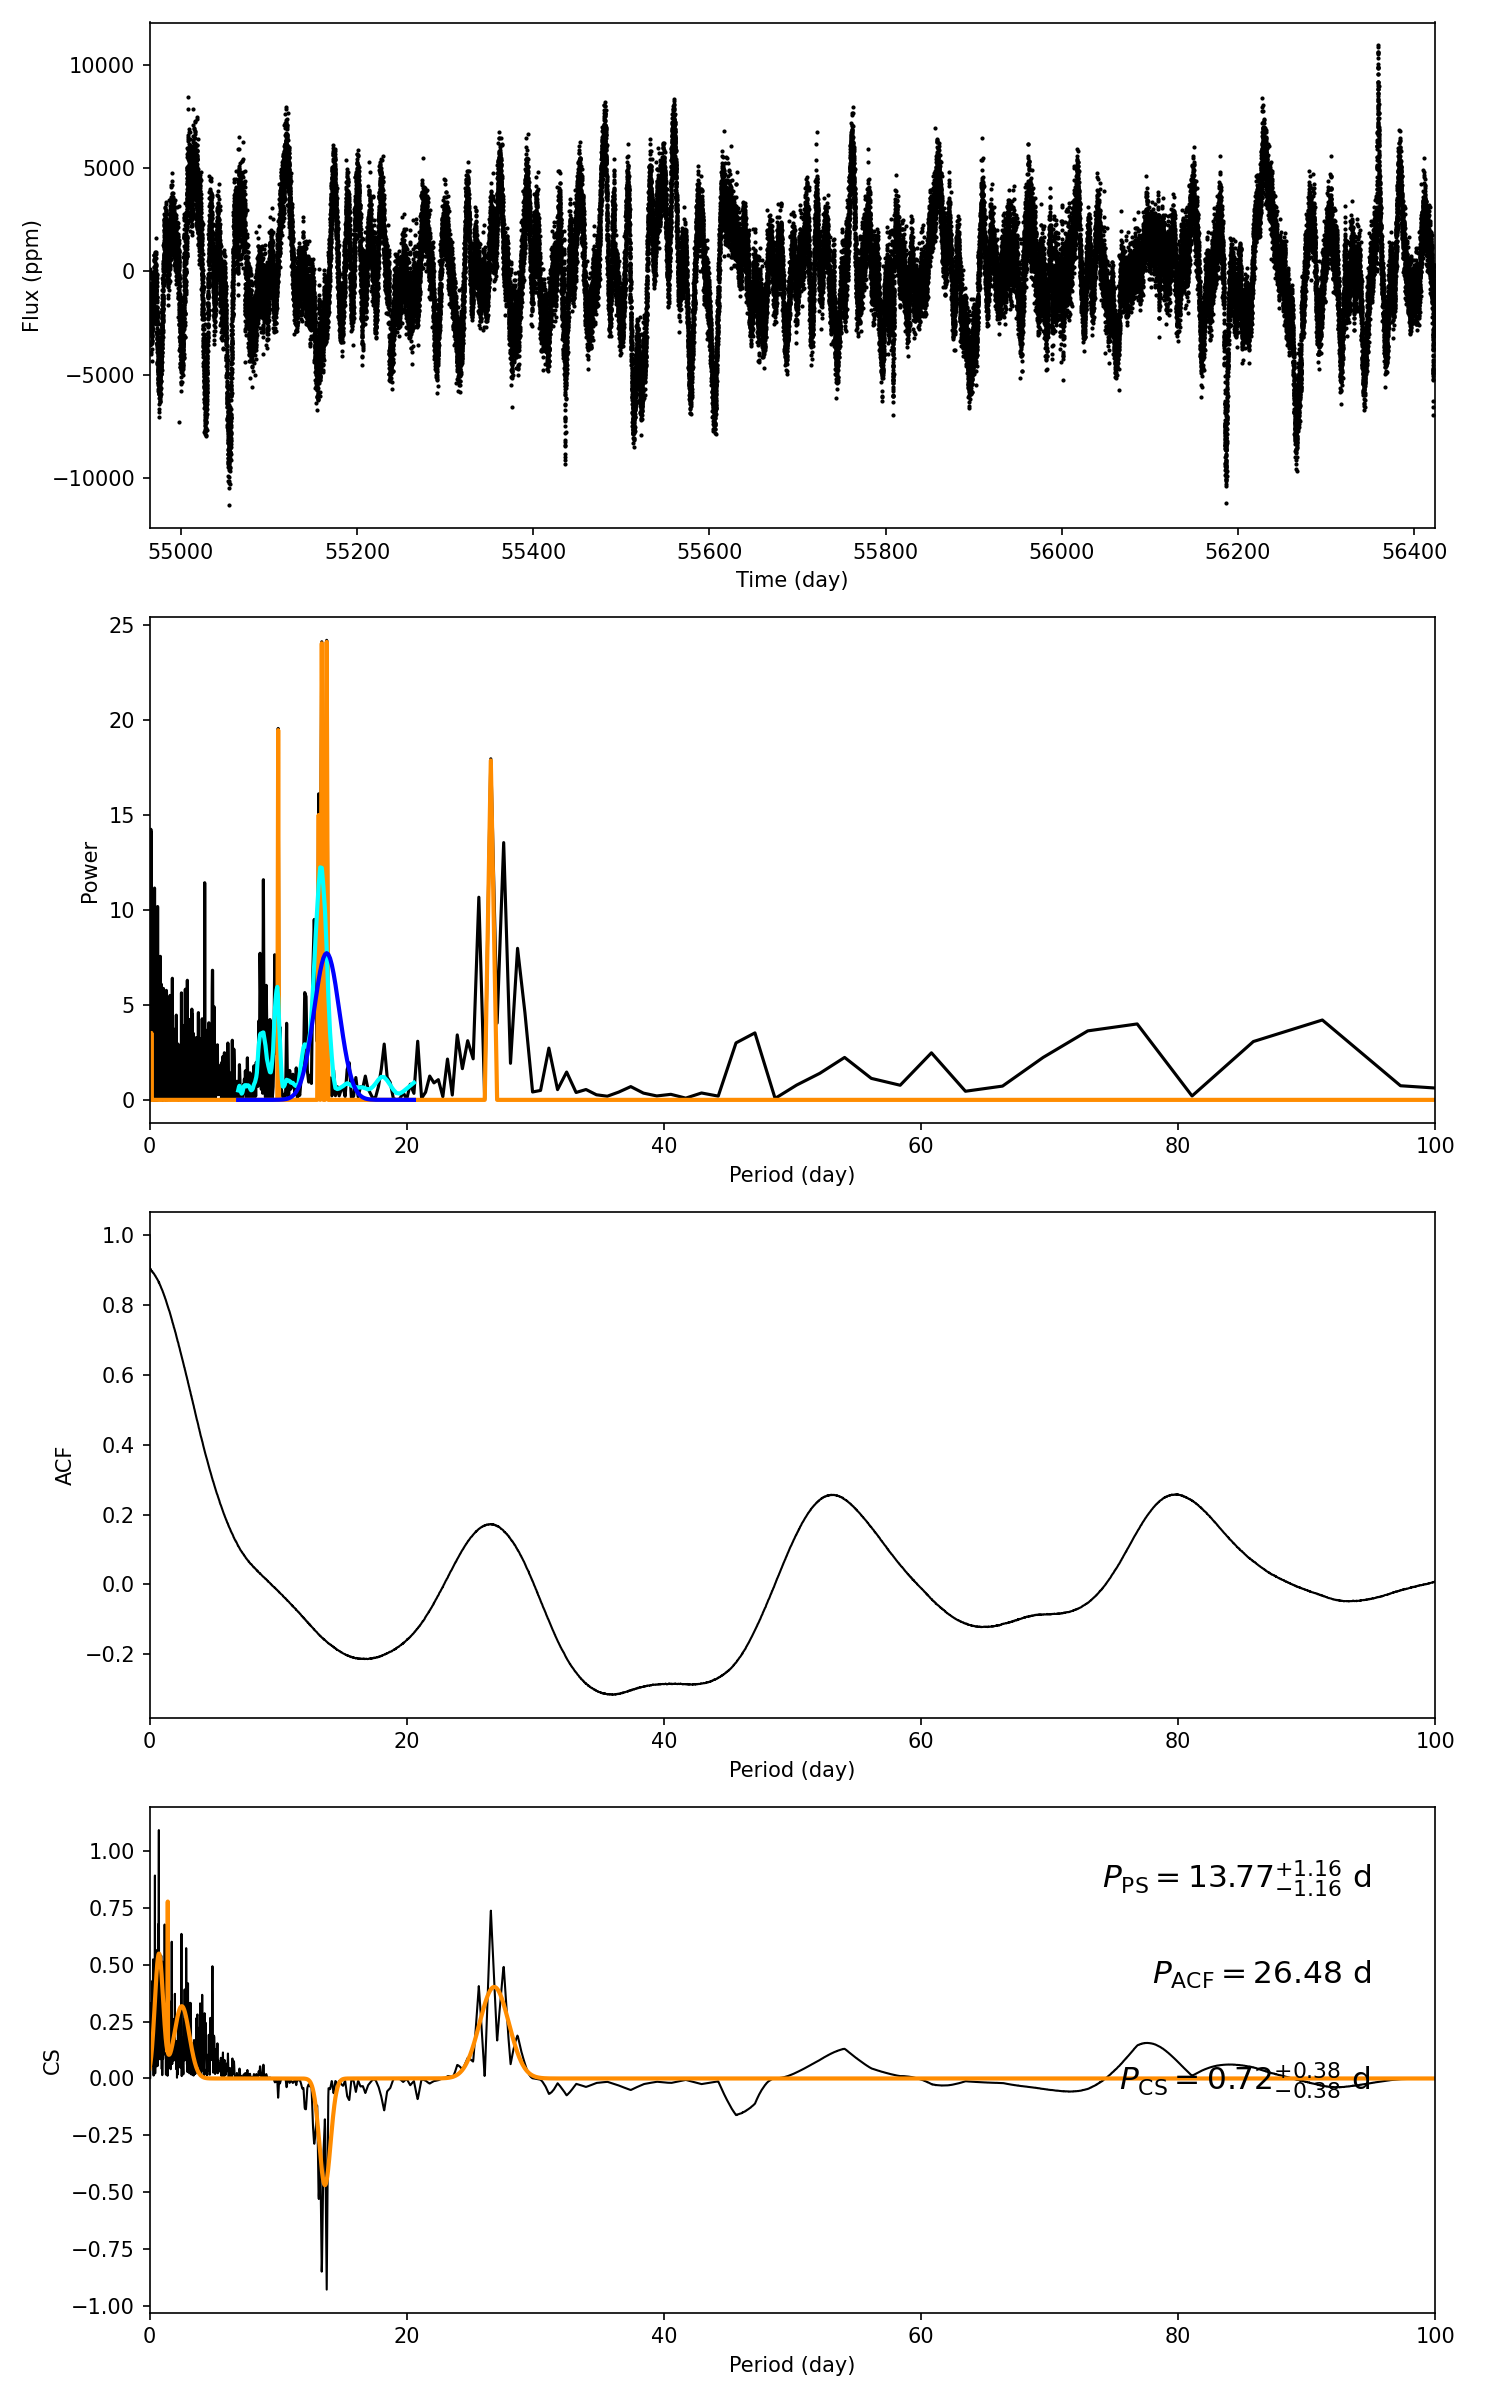 10000
5000
0
−5000
−10000
Flux (ppm)
55000 55200 55400 55600 55800 56000 56200 56400
Time (day)
25
20
15
10
5
0
Power
0 20 40 60 80 100
Period (day)
1.0
0.8
0.6
0.4
0.2
0.0
−0.2
ACF
0 20 40 60 80 100
Period (day)
1.00
0.75
0.50
0.25
0.00
−0.25
−0.50
−0.75
−1.00
CS
P_PS = 13.77 +1.16 −1.16 d
P_ACF = 26.48 d
P_CS = 0.72 +0.38 −0.38 d
0 20 40 60 80 100
Period (day)